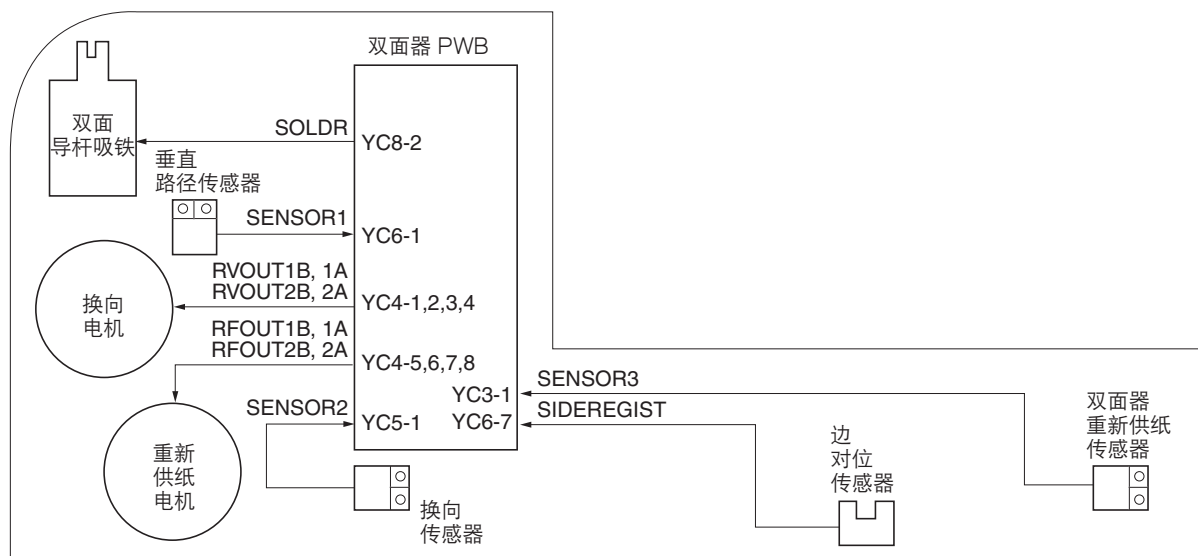 双面器 PWB
双面
导杆吸铁
SOLDR
YC8-2
垂直
路径传感器
SENSOR1
YC6-1
RVOUT1B, 1A
RVOUT2B, 2A
YC4-1,2,3,4
换向
电机
RFOUT1B, 1A
RFOUT2B, 2A
YC4-5,6,7,8
SENSOR3
YC3-1
SENSOR2
YC5-1
YC6-7
SIDEREGIST
重新
供纸
电机
换向
传感器
边
对位
传感器
双面器
重新供纸
传感器